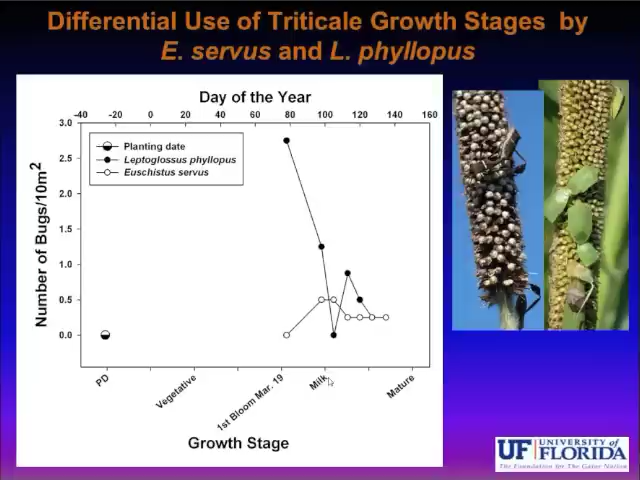 Differential Use of Triticale Growth Stages by
E. servus and L. phyllopus
Day of the Year
-40 -20 0 20 40 60 80 100 120 140 160
Planting date
Leptoglossus phyllopus
Euschistus servus
Number of Bugs/10m²
3.0
2.5
2.0
1.5
1.0
0.5
0.0
PD
Vegetative
1st Bloom Mar. 19
Milk
Mature
Growth Stage
UF UNIVERSITY of
FLORIDA
The Foundation for The Gator Nation